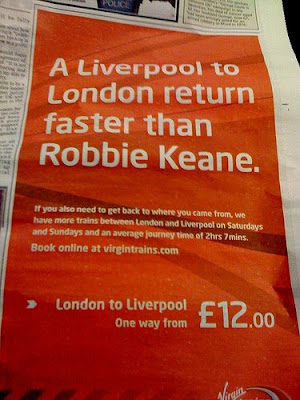 POLICE
A Liverpool to
London return
faster than
Robbie Keane.
If you also need to get back to where you came from, we
have more trains between London and Liverpool on Saturdays
and Sundays and an average journey time of 2hrs 7mins.
Book online at virgintrains.com
London to Liverpool
One way from £12.00
Virgin